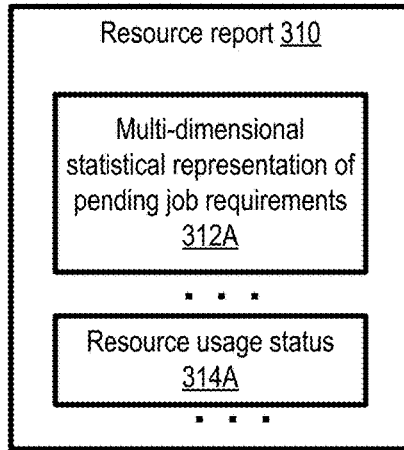 Resource report 310
Multi-dimensional
statistical representation of
pending job requirements
312A
. . .
Resource usage status
314A
. . .